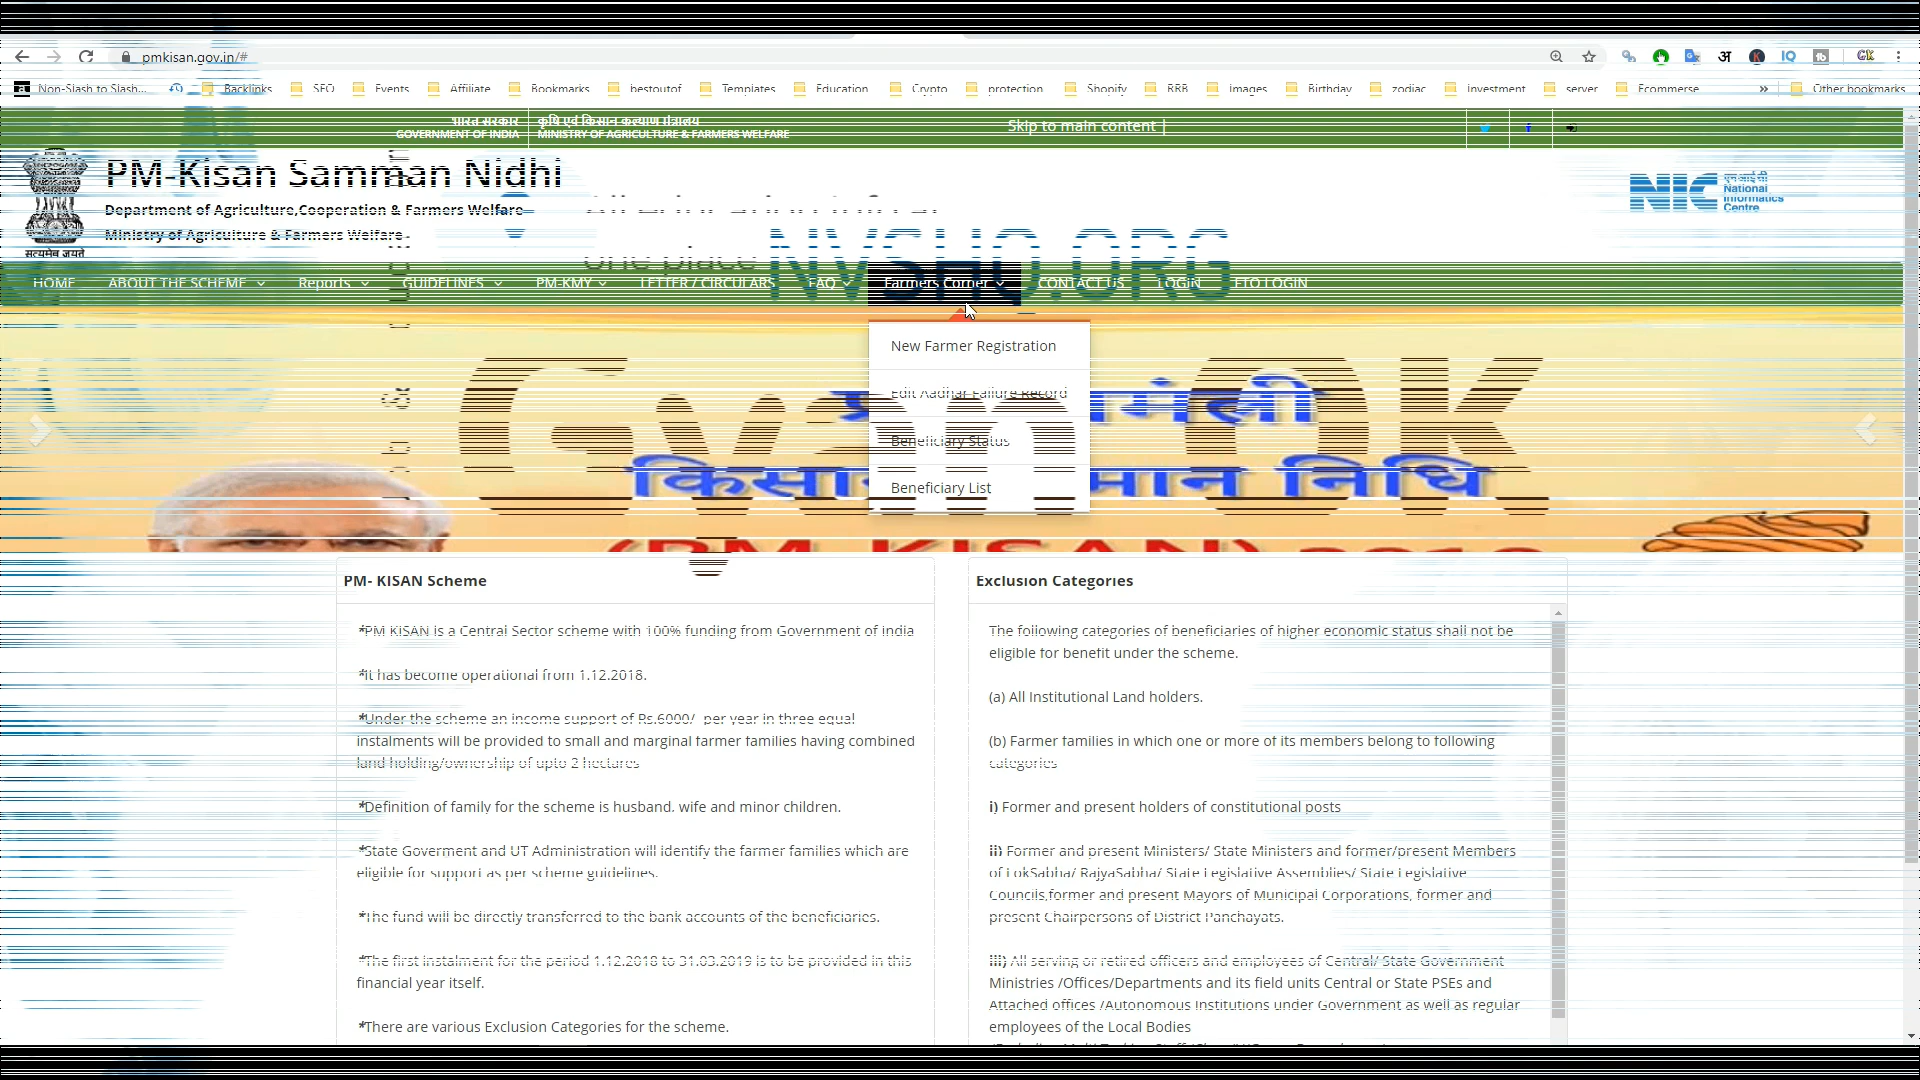 pmkisan.gov.in/#
Non-Slash to Slash...
Backlinks
SEO
Events
Affiliate
Bookmarks
bestoutof
Templates
Education
Crypto
protection
Shopify
RRB
Images
Birthday
zodiac
Investment
server
Ecommerse
»
Other bookmarks
भारत सरकार
GOVERNMENT OF INDIA
कृषि एवं किसान कल्याण मंत्रालय
MINISTRY OF AGRICULTURE & FARMERS WELFARE
Skip to main content |
PM-Kisan Samman Nidhi
Department of Agriculture,Cooperation & Farmers Welfare
Ministry of Agriculture & Farmers Welfare
सत्यमेव जयते
NIC
एनआईसी
National
Informatics
Centre
one place
NVSHQ.ORG
HOME
ABOUT THE SCHEME
Reports
GUIDELINES
PM-KMY
LETTER / CIRCULARS
FAQ
Farmers Corner
CONTACT US
LOGIN
FTO LOGIN
New Farmer Registration
Edit Aadhar Failure Record
Beneficiary Status
Beneficiary List
Gyan OK
मान निधि
PM- KISAN Scheme
*PM KISAN is a Central Sector scheme with 100% funding from Government of India
*It has become operational from 1.12.2018.
*Under the scheme an income support of Rs.6000/- per year in three equal
instalments will be provided to small and marginal farmer families having combined
land holding/ownership of upto 2 hectares
*Definition of family for the scheme is husband, wife and minor children.
*State Goverment and UT Administration will identify the farmer families which are
eligible for support as per scheme guidelines.
*The fund will be directly transferred to the bank accounts of the beneficiaries.
*The first instalment for the period 1.12.2018 to 31.03.2019 is to be provided in this
financial year itself.
*There are various Exclusion Categories for the scheme.
Exclusion Categories
The following categories of beneficiaries of higher economic status shall not be
eligible for benefit under the scheme.
(a) All Institutional Land holders.
(b) Farmer families in which one or more of its members belong to following
categories
i) Former and present holders of constitutional posts
ii) Former and present Ministers/ State Ministers and former/present Members
of LokSabha/ RajyaSabha/ State Legislative Assemblies/ State Legislative
Councils,former and present Mayors of Municipal Corporations, former and
present Chairpersons of District Panchayats.
iii) All serving or retired officers and employees of Central/ State Government
Ministries /Offices/Departments and its field units Central or State PSEs and
Attached offices /Autonomous Institutions under Government as well as regular
employees of the Local Bodies